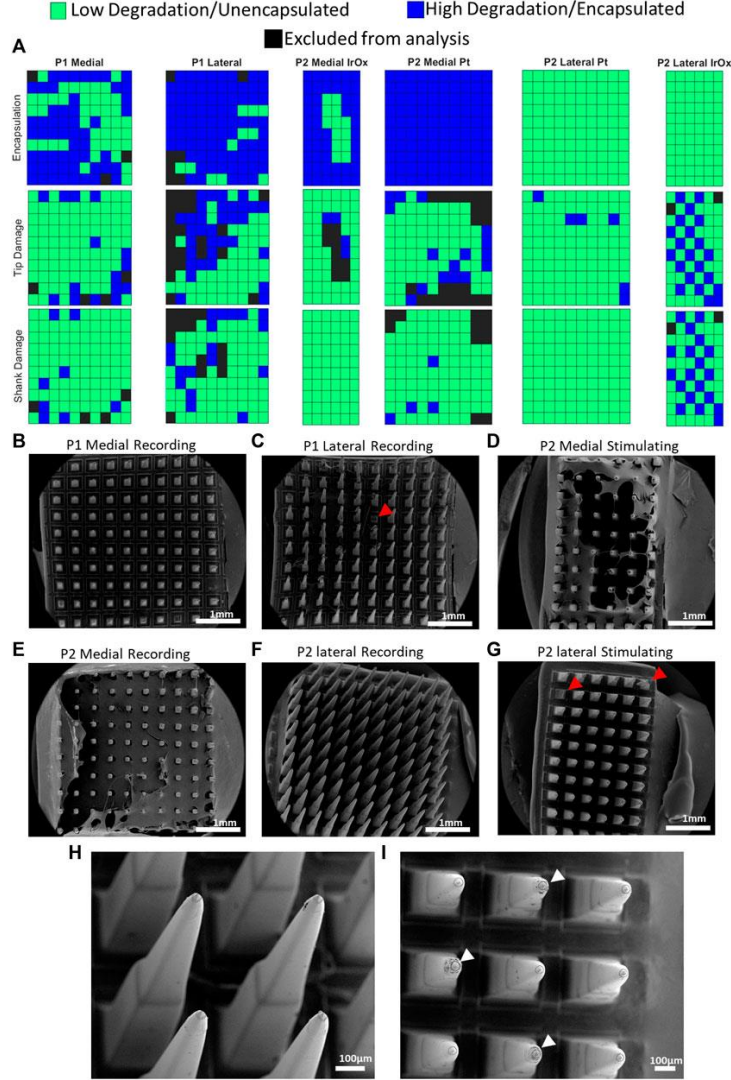 Low Degradation/Unencapsulated High Degradation/Encapsulated
Excluded from analysis
A
P1 Medial P1 Lateral P2 Medial IrOx P2 Medial Pt P2 Lateral Pt P2 Lateral IrOx
Encapsulation
Tip Damage
Shank Damage
B P1 Medial Recording C P1 Lateral Recording D P2 Medial Stimulating
1mm 1mm 1mm
E P2 Medial Recording F P2 lateral Recording G P2 lateral Stimulating
1mm 1mm 1mm
H I
100μm 100μm